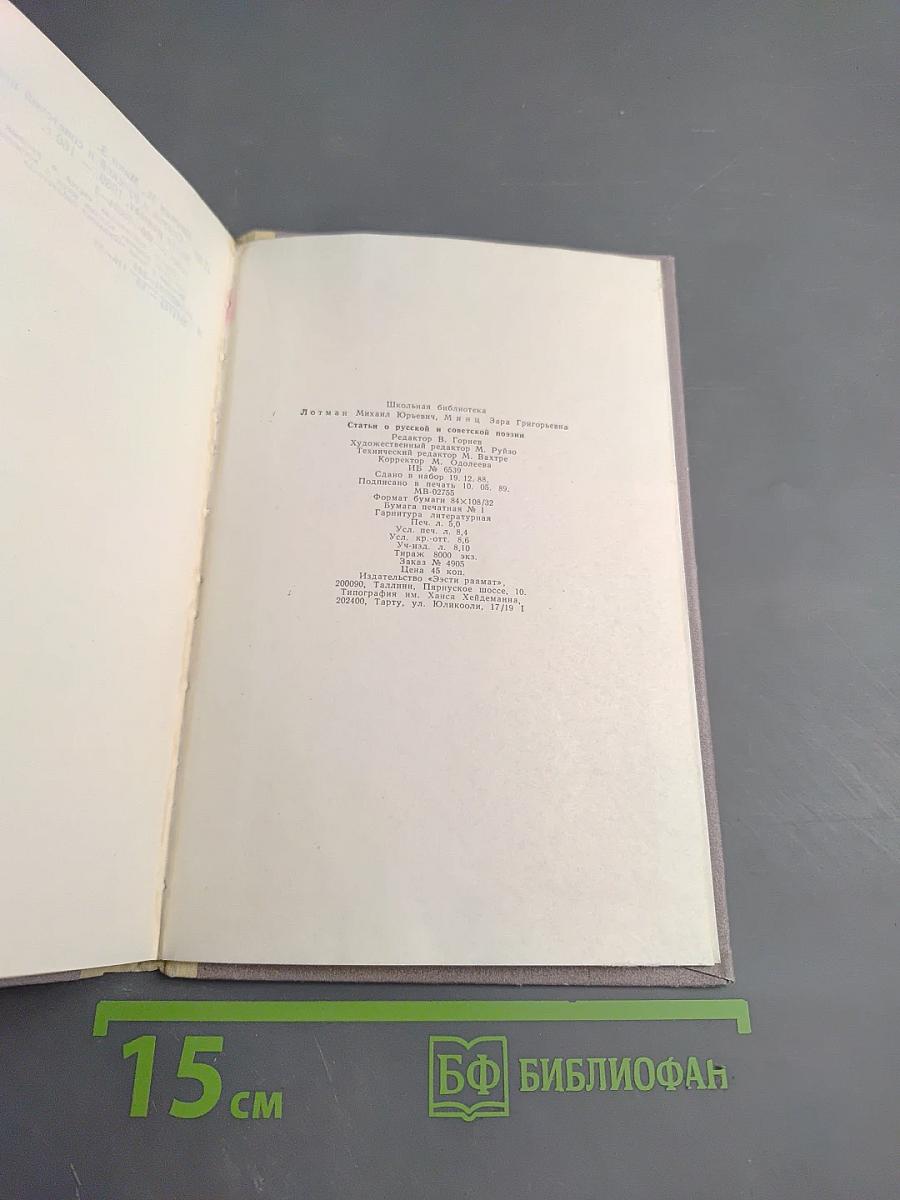 Школьная библиотека
Лотман Михаил Юрьевич, Минц Зара Григорьевна
Статьи о русской и советской поэзии
Редактор В. Горнев
Художественный редактор М. Руйзо
Технический редактор М. Вахтре
Корректор М. Одолеева
ИБ № 6539
Сдано в набор 19. 12. 88.
Подписано в печать 10. 05. 89.
МВ-02755
Формат бумаги 84×108/32
Бумага печатная № 1
Гарнитура литературная
Печ. л. 5,0
Усл. печ. л. 8,4
Усл. кр.-отт. 8,6
Уч-изд. л. 8,10
Тираж 8000 экз.
Заказ № 4905
Цена 45 коп.
Издательство «Ээсти раамат»,
200090, Таллинн, Пярнуское шоссе, 10.
Типография им. Ханса Хейдеманна,
202400, Тарту, ул. Юликооли, 17/19 I
15 см
БФ БИБЛИОФАН